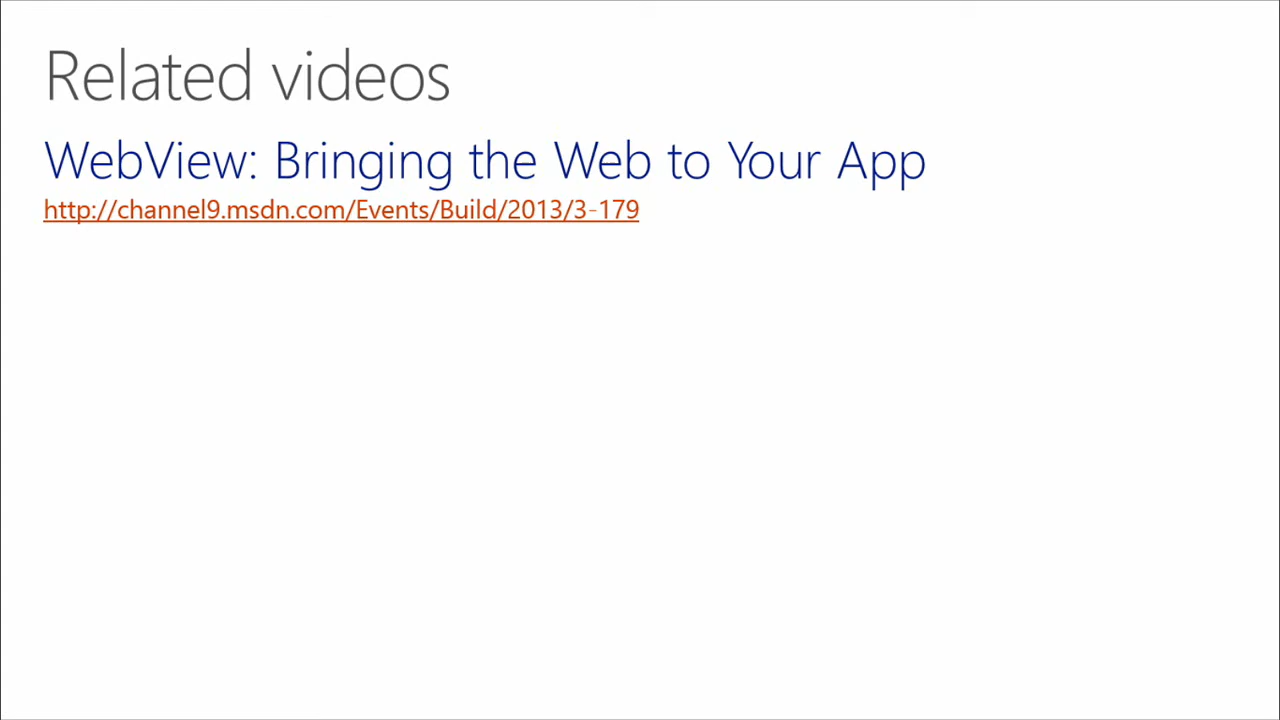 Related videos
WebView: Bringing the Web to Your App
http://channel9.msdn.com/Events/Build/2013/3-179